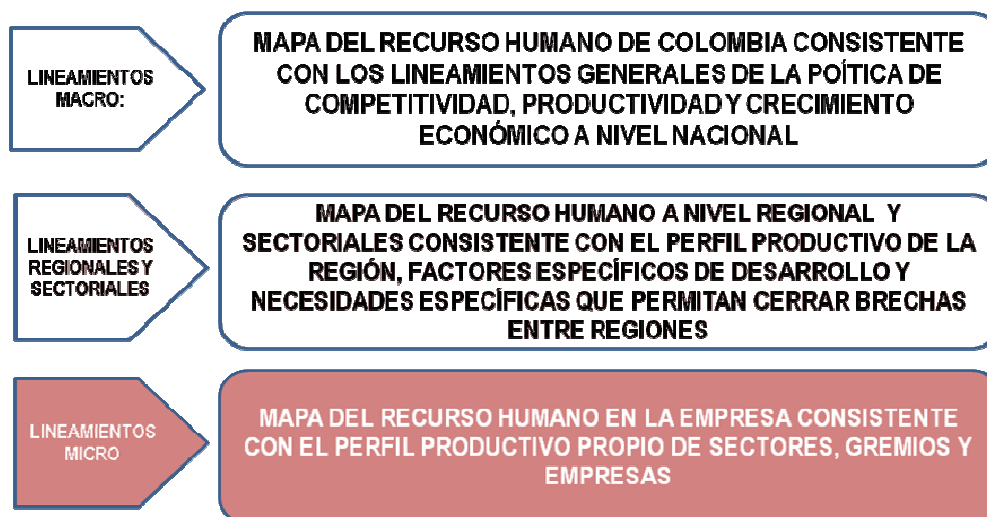 LINEAMIENTOS
MACRO:
MAPA DEL RECURSO HUMANO DE COLOMBIA CONSISTENTE
CON LOS LINEAMIENTOS GENERALES DE LA POÍTICA DE
COMPETITIVIDAD, PRODUCTIVIDAD Y CRECIMIENTO
ECONÓMICO A NIVEL NACIONAL
LINEAMIENTOS
REGIONALES Y
SECTORIALES
MAPA DEL RECURSO HUMANO A NIVEL REGIONAL Y
SECTORIALES CONSISTENTE CON EL PERFIL PRODUCTIVO DE LA
REGIÓN, FACTORES ESPECÍFICOS DE DESARROLLO Y
NECESIDADES ESPECÍFICAS QUE PERMITAN CERRAR BRECHAS
ENTRE REGIONES
LINEAMIENTOS
MICRO
MAPA DEL RECURSO HUMANO EN LA EMPRESA CONSISTENTE
CON EL PERFIL PRODUCTIVO PROPIO DE SECTORES, GREMIOS Y
EMPRESAS